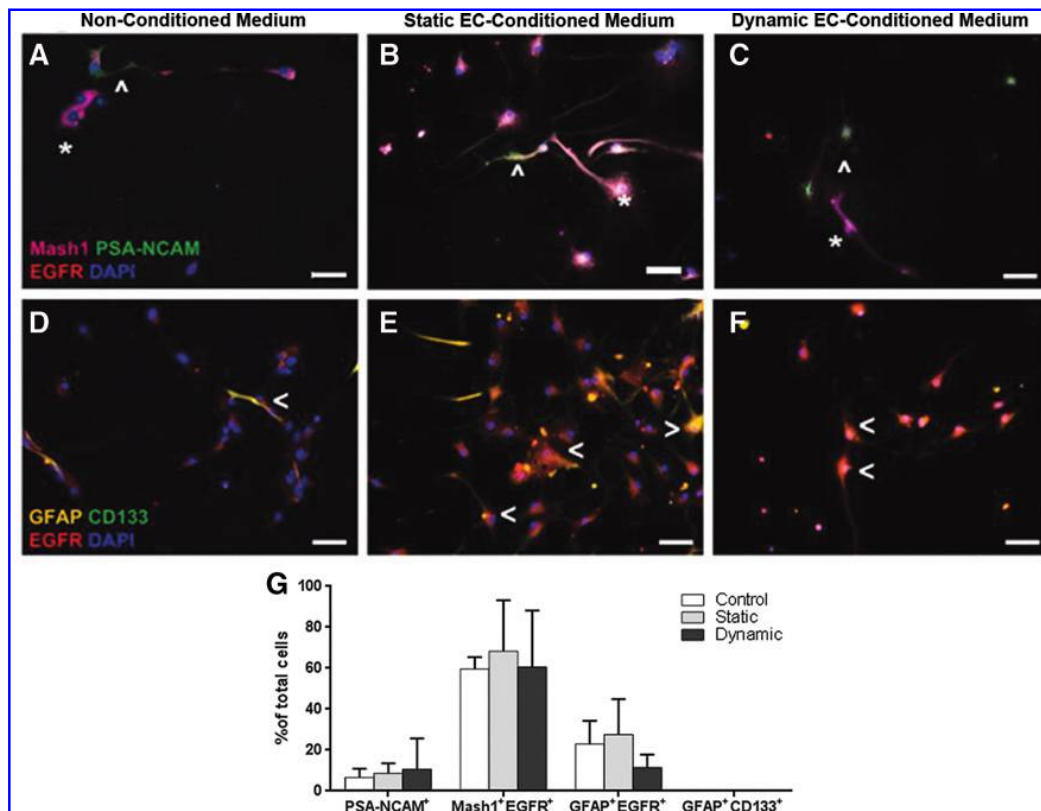 Non-Conditioned Medium Static EC-Conditioned Medium Dynamic EC-Conditioned Medium
A B C
^ ^ ^
* * *
Mash1 PSA-NCAM
EGFR DAPI
D E F
< < > < < <
GFAP CD133
EGFR DAPI
G
%of total cells
100
80
60
40
20
0
Control
Static
Dynamic
PSA-NCAM⁺ Mash1⁺EGFR⁺ GFAP⁺EGFR⁺ GFAP⁺CD133⁺